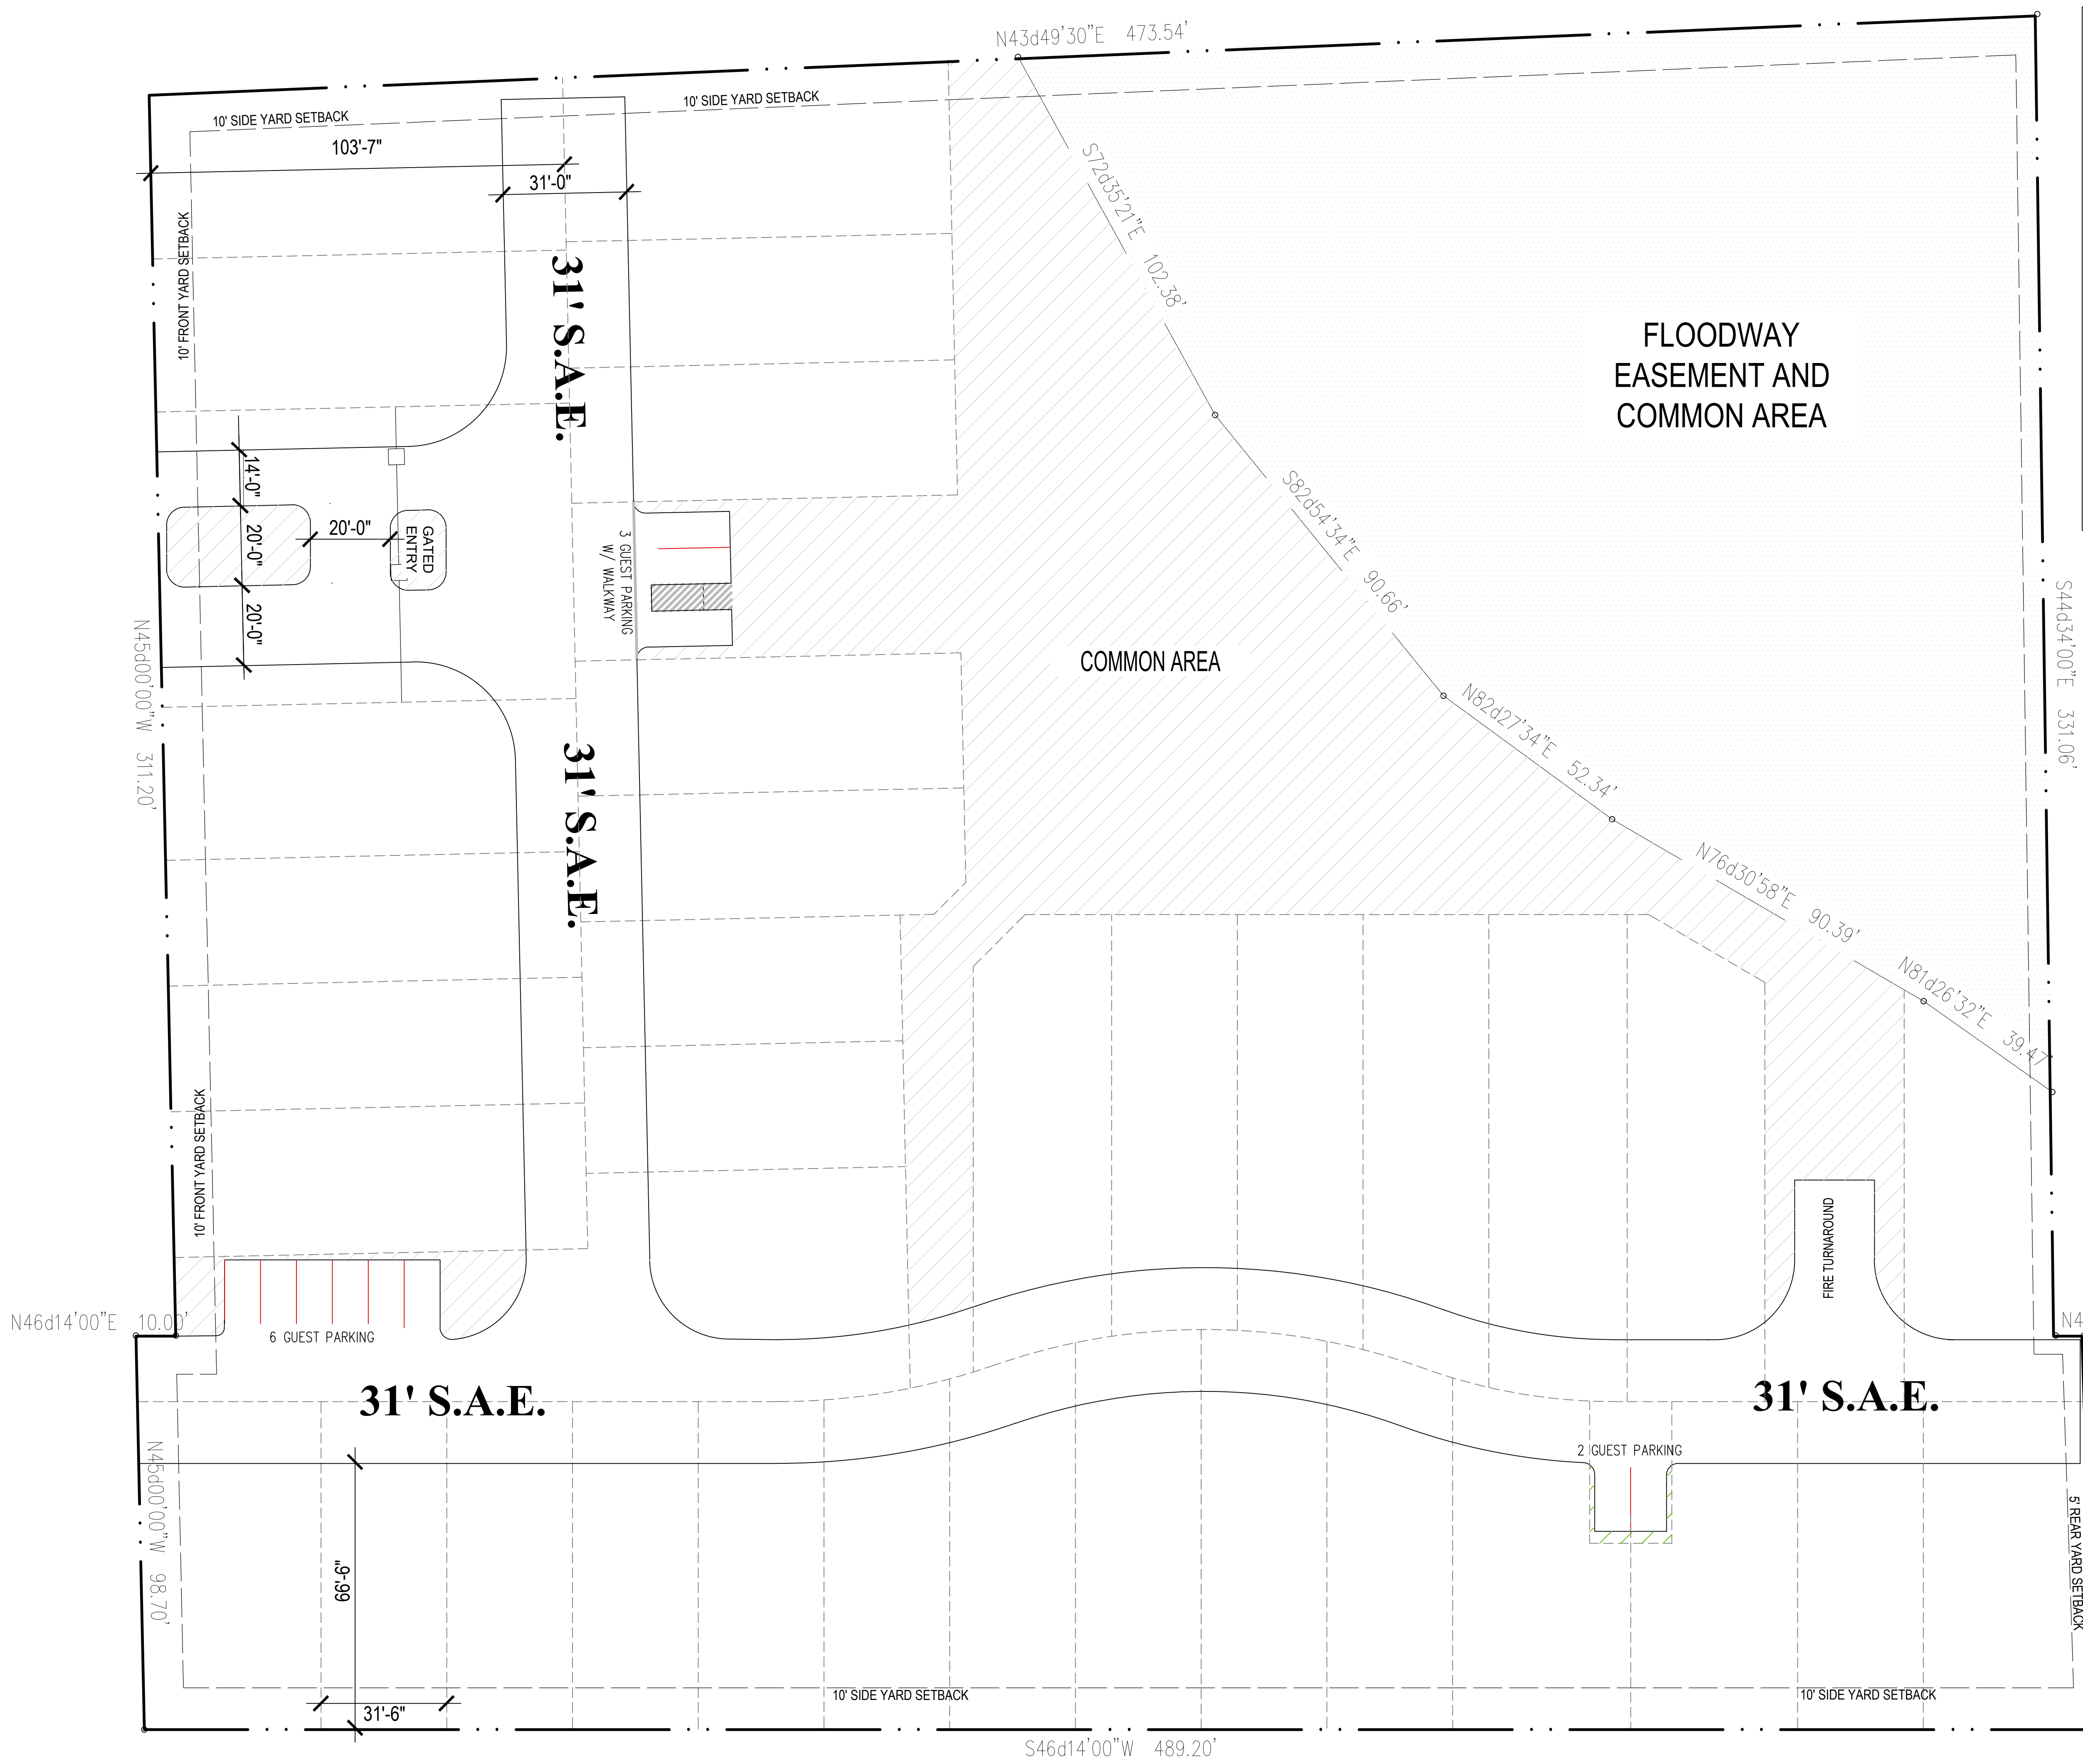 N43d49'30"E 473.54'
10' SIDE YARD SETBACK
10' SIDE YARD SETBACK
103'-7"
31'-0"
10' FRONT YARD SETBACK
S72d35'21"E 102.38'
31' S.A.E.
FLOODWAY
EASEMENT AND
COMMON AREA
14'-0"
20'-0"
20'-0"
20'-0"
GATED
ENTRY
3 GUEST PARKING
W/ WALKWAY
S82d54'34"E 90.66'
COMMON AREA
N45d00'00"W 311.20'
S44d34'00"E 331.06'
N82d27'34"E 52.34'
31' S.A.E.
N76d30'58"E 90.39'
N81d26'32"E 39.47'
10' FRONT YARD SETBACK
FIRE TURNAROUND
N46d14'00"E 10.00'
6 GUEST PARKING
N4
31' S.A.E.
31' S.A.E.
2 GUEST PARKING
N45d00'00"W 98.70'
66'-9"
5' REAR YARD SETBACK
10' SIDE YARD SETBACK
10' SIDE YARD SETBACK
31'-6"
S46d14'00"W 489.20'